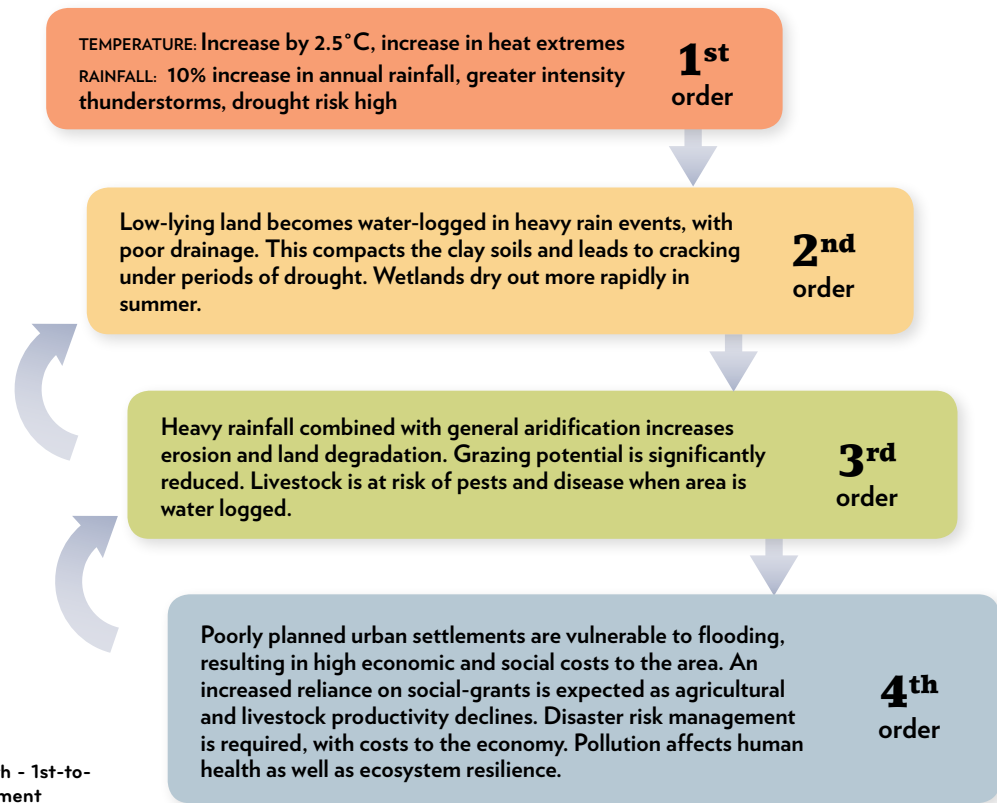 TEMPERATURE: Increase by 2.5°C, increase in heat extremes
RAINFALL: 10% increase in annual rainfall, greater intensity
thunderstorms, drought risk high
1st
order
Low-lying land becomes water-logged in heavy rain events, with
poor drainage. This compacts the clay soils and leads to cracking
under periods of drought. Wetlands dry out more rapidly in
summer.
2nd
order
Heavy rainfall combined with general aridification increases
erosion and land degradation. Grazing potential is significantly
reduced. Livestock is at risk of pests and disease when area is
water logged.
3rd
order
Poorly planned urban settlements are vulnerable to flooding,
resulting in high economic and social costs to the area. An
increased reliance on social-grants is expected as agricultural
and livestock productivity declines. Disaster risk management
is required, with costs to the economy. Pollution affects human
health as well as ecosystem resilience.
4th
order
- 1st-to-